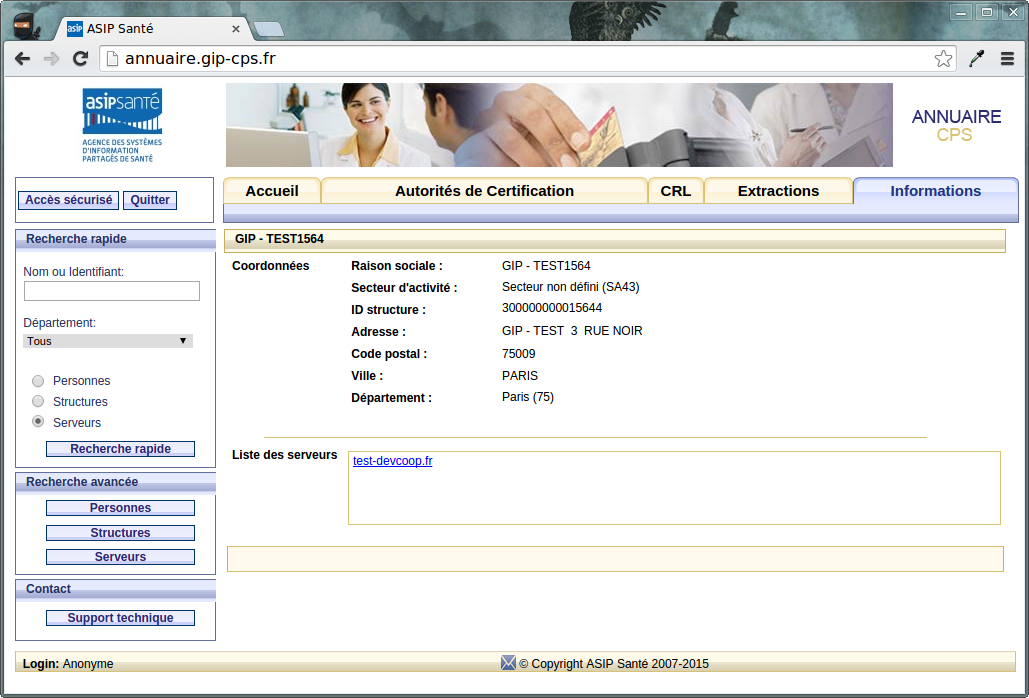 ASIP Santé
annuaire.gip-cps.fr
asipsanté
AGENCE DES SYSTÈMES
D'INFORMATION
PARTAGÉS DE SANTÉ
ANNUAIRE
CPS
Accès sécurisé Quitter
Accueil Autorités de Certification CRL Extractions Informations
Recherche rapide
Nom ou Identifiant:
Département:
Tous
Personnes
Structures
Serveurs
Recherche rapide
Recherche avancée
Personnes
Structures
Serveurs
Contact
Support technique
GIP - TEST1564
Coordonnées
Raison sociale : GIP - TEST1564
Secteur d'activité : Secteur non défini (SA43)
ID structure : 300000000015644
Adresse : GIP - TEST 3 RUE NOIR
Code postal : 75009
Ville : PARIS
Département : Paris (75)
Liste des serveurs
test-devcoop.fr
Login: Anonyme
© Copyright ASIP Santé 2007-2015